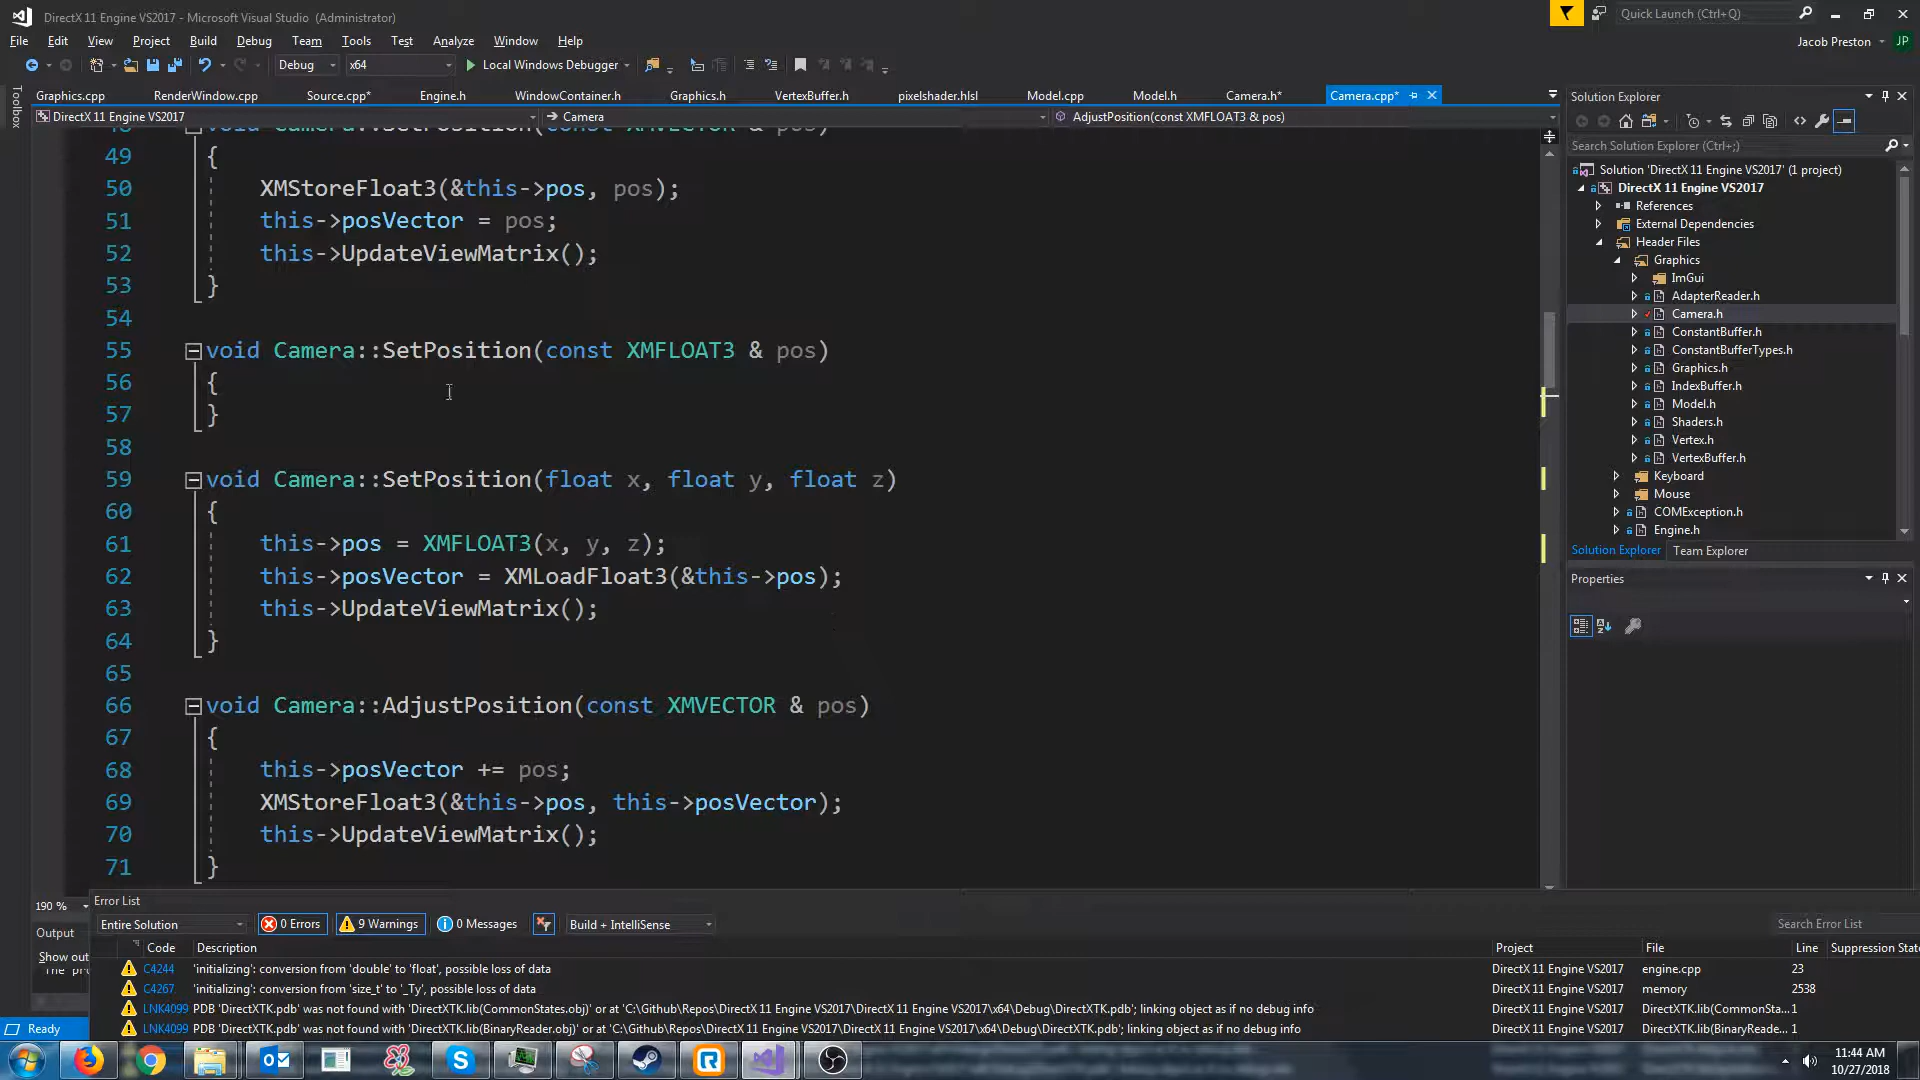 DirectX 11 Engine VS2017 - Microsoft Visual Studio (Administrator)
Quick Launch (Ctrl+Q)
File Edit View Project Build Debug Team Tools Test Analyze Window Help
Jacob Preston JP
Debug x64 Local Windows Debugger
Toolbox
Graphics.cpp RenderWindow.cpp Source.cpp* Engine.h WindowContainer.h Graphics.h VertexBuffer.h pixelshader.hlsl Model.cpp Model.h Camera.h* Camera.cpp*
DirectX 11 Engine VS2017 Camera AdjustPosition(const XMFLOAT3 & pos)
48 void Camera::SetPosition(const XMVECTOR & pos)
49 {
50 XMStoreFloat3(&this->pos, pos);
51 this->posVector = pos;
52 this->UpdateViewMatrix();
53 }
54
55 void Camera::SetPosition(const XMFLOAT3 & pos)
56 {
57 }
58
59 void Camera::SetPosition(float x, float y, float z)
60 {
61 this->pos = XMFLOAT3(x, y, z);
62 this->posVector = XMLoadFloat3(&this->pos);
63 this->UpdateViewMatrix();
64 }
65
66 void Camera::AdjustPosition(const XMVECTOR & pos)
67 {
68 this->posVector += pos;
69 XMStoreFloat3(&this->pos, this->posVector);
70 this->UpdateViewMatrix();
71 }
190 %
Solution Explorer
Search Solution Explorer (Ctrl+;)
Solution 'DirectX 11 Engine VS2017' (1 project)
DirectX 11 Engine VS2017
References
External Dependencies
Header Files
Graphics
ImGui
AdapterReader.h
Camera.h
ConstantBuffer.h
ConstantBufferTypes.h
Graphics.h
IndexBuffer.h
Model.h
Shaders.h
Vertex.h
VertexBuffer.h
Keyboard
Mouse
COMException.h
Engine.h
Solution Explorer Team Explorer
Properties
Output
Show out
The pro
Error List
Entire Solution 0 Errors 9 Warnings 0 Messages Build + IntelliSense Search Error List
Code Description Project File Line Suppression State
C4244 'initializing': conversion from 'double' to 'float', possible loss of data DirectX 11 Engine VS2017 engine.cpp 23
C4267 'initializing': conversion from 'size_t' to '_Ty', possible loss of data DirectX 11 Engine VS2017 memory 2538
LNK4099 PDB 'DirectXTK.pdb' was not found with 'DirectXTK.lib(CommonStates.obj)' or at 'C:\Github\Repos\DirectX 11 Engine VS2017\DirectX 11 Engine VS2017\x64\Debug\DirectXTK.pdb'; linking object as if no debug info DirectX 11 Engine VS2017 DirectXTK.lib(CommonSta... 1
LNK4099 PDB 'DirectXTK.pdb' was not found with 'DirectXTK.lib(BinaryReader.obj)' or at 'C:\Github\Repos\DirectX 11 Engine VS2017\DirectX 11 Engine VS2017\x64\Debug\DirectXTK.pdb'; linking object as if no debug info DirectX 11 Engine VS2017 DirectXTK.lib(BinaryReade... 1
Ready
11:44 AM
10/27/2018